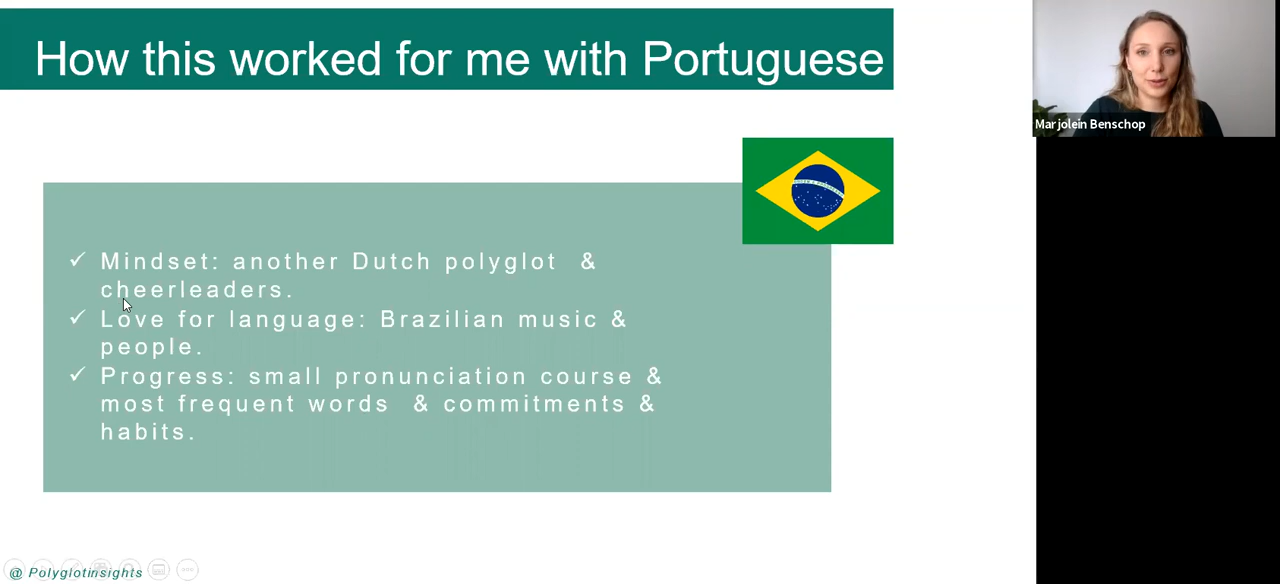 How this worked for me with Portuguese
Marjolein Benschop
Mindset: another Dutch polyglot &
cheerleaders.
Love for language: Brazilian music &
people.
Progress: small pronunciation course &
most frequent words & commitments &
habits.
@ Polyglotinsights